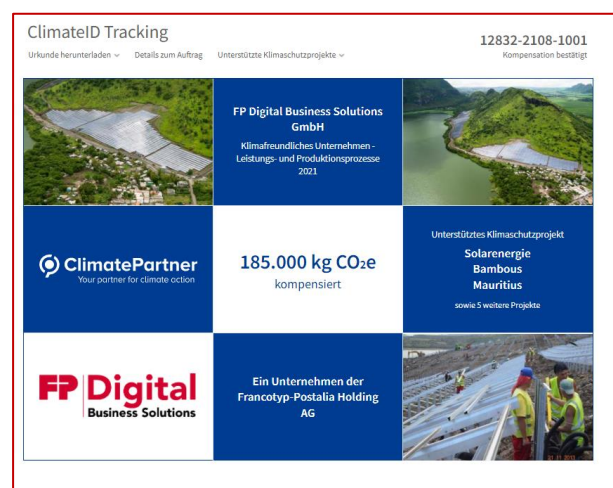 ClimateID Tracking
12832-2108-1001
Urkunde herunterladen
Details zum Auftrag
Unterstützte Klimaschutzprojekte
Kompensation bestätigt
FP Digital Business Solutions
GmbH
Klimafreundliches Unternehmen -
Leistungs- und Produktionsprozesse
2021
ClimatePartner
Your partner for climate action
185.000 kg CO₂e
kompensiert
Unterstütztes Klimaschutzprojekt
Solarenergie
Bambous
Mauritius
sowie 5 weitere Projekte
FP Digital
Business Solutions
Ein Unternehmen der
Francotyp-Postalia Holding
AG